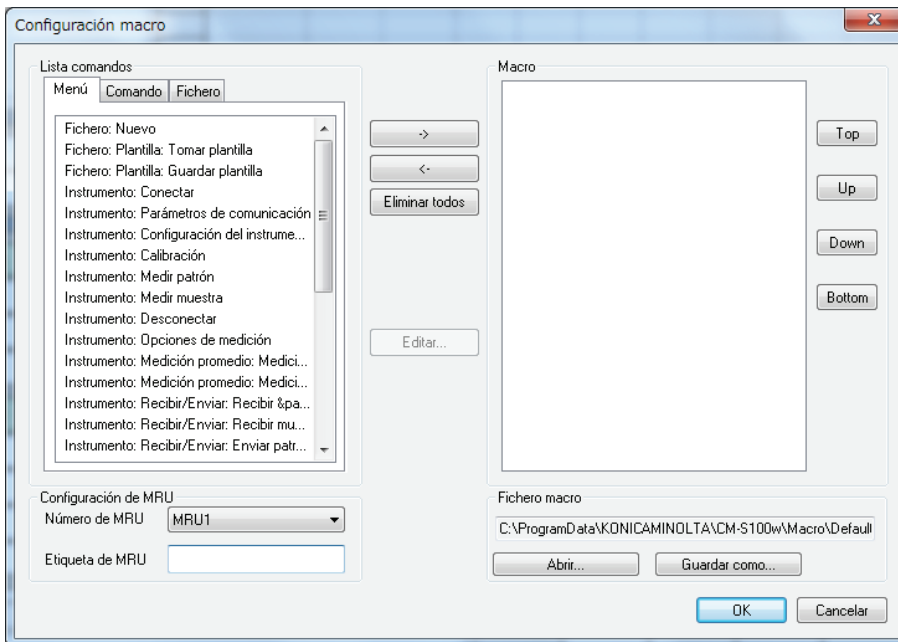 Configuración macro
Lista comandos
Menú
Comando
Fichero
Fichero: Nuevo
Fichero: Plantilla: Tomar plantilla
Fichero: Plantilla: Guardar plantilla
Instrumento: Conectar
Instrumento: Parámetros de comunicación
Instrumento: Configuración del instrume...
Instrumento: Calibración
Instrumento: Medir patrón
Instrumento: Medir muestra
Instrumento: Desconectar
Instrumento: Opciones de medición
Instrumento: Medición promedio: Medici...
Instrumento: Medición promedio: Medici...
Instrumento: Recibir/Enviar: Recibir &pa...
Instrumento: Recibir/Enviar: Recibir mu...
Instrumento: Recibir/Enviar: Enviar patr...
->
<-
Eliminar todos
Editar...
Macro
Top
Up
Down
Bottom
Configuración de MRU
Número de MRU
MRU1
Etiqueta de MRU
Fichero macro
C:\ProgramData\KONICAMINOLTA\CM-S100w\Macro\Default
Abrir...
Guardar como...
OK
Cancelar